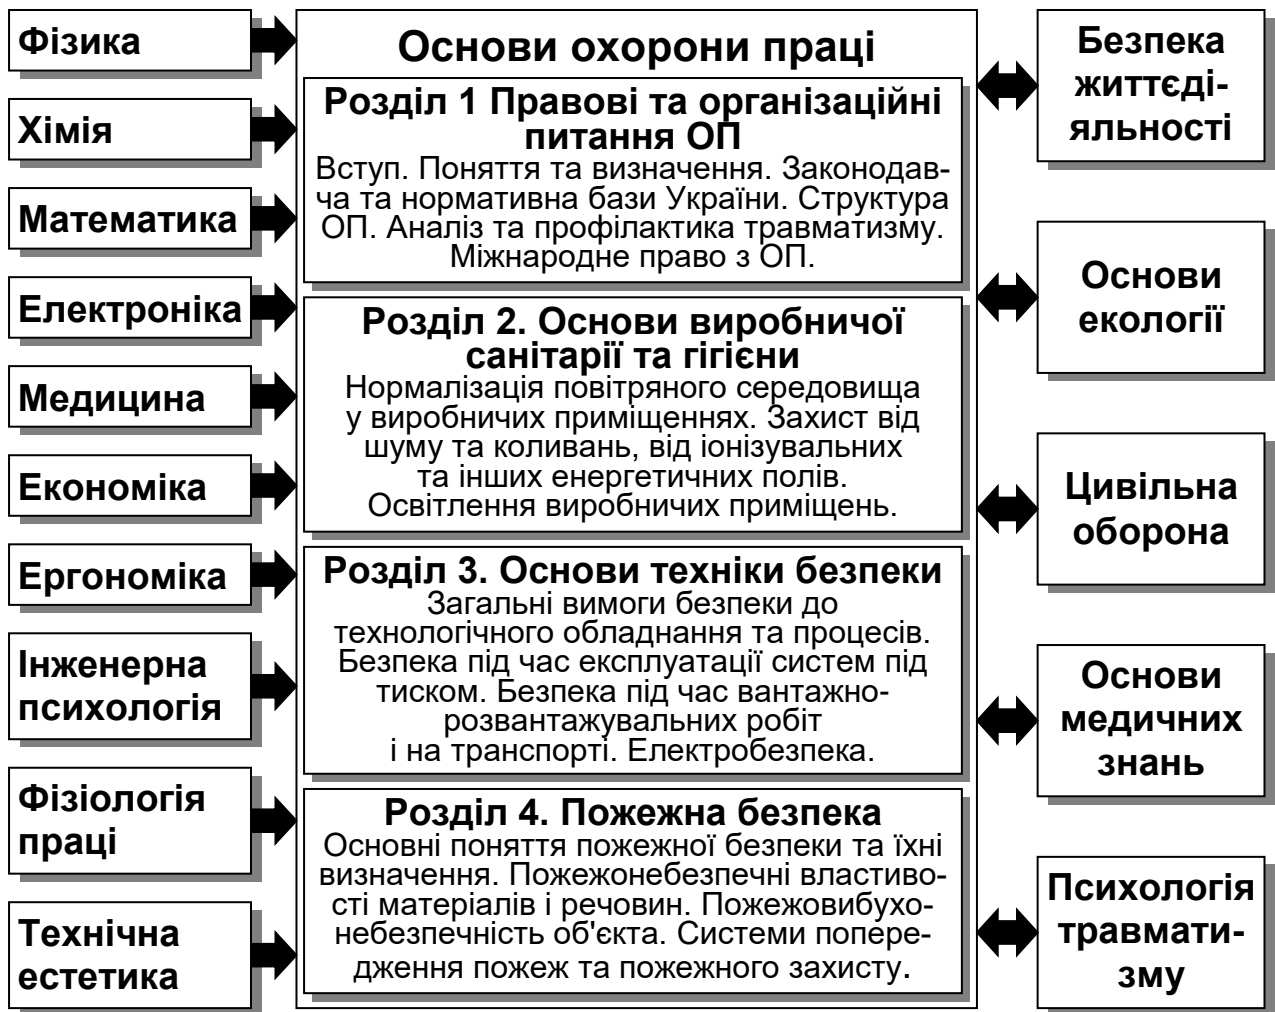 Фізика
Хімія
Математика
Електроніка
Медицина
Економіка
Ергономіка
Інженерна
психологія
Фізіологія
праці
Технічна
естетика
Основи охорони праці
Розділ 1 Правові та організаційні
питання ОП
Вступ. Поняття та визначення. Законодав-
ча та нормативна бази України. Структура
ОП. Аналіз та профілактика травматизму.
Міжнародне право з ОП.
Розділ 2. Основи виробничої
санітарії та гігієни
Нормалізація повітряного середовища
у виробничих приміщеннях. Захист від
шуму та коливань, від іонізувальних
та інших енергетичних полів.
Освітлення виробничих приміщень.
Розділ 3. Основи техніки безпеки
Загальні вимоги безпеки до
технологічного обладнання та процесів.
Безпека під час експлуатації систем під
тиском. Безпека під час вантажно-
розвантажувальних робіт
і на транспорті. Електробезпека.
Розділ 4. Пожежна безпека
Основні поняття пожежної безпеки та їхні
визначення. Пожежонебезпечні властиво-
сті матеріалів і речовин. Пожежовибухо-
небезпечність об'єкта. Системи попере-
дження пожеж та пожежного захисту.
Безпека
життєді-
яльності
Основи
екології
Цивільна
оборона
Основи
медичних
знань
Психологія
травмати-
зму